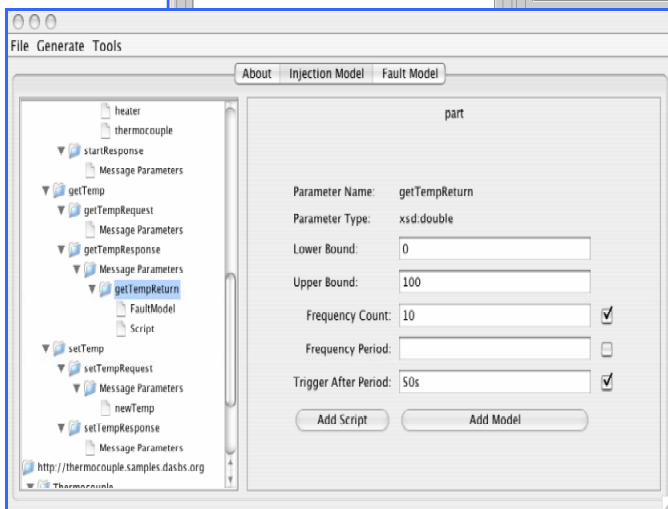 File Generate Tools
About Injection Model Fault Model
heater
thermocouple
startResponse
Message Parameters
getTemp
getTempRequest
Message Parameters
getTempResponse
Message Parameters
getTempReturn
FaultModel
Script
setTemp
setTempRequest
Message Parameters
newTemp
setTempResponse
Message Parameters
http://thermocouple.samples.dasbs.org
Thermocouple
part
Parameter Name: getTempReturn
Parameter Type: xsd:double
Lower Bound: 0
Upper Bound: 100
Frequency Count: 10
Frequency Period:
Trigger After Period: 50s
Add Script Add Model